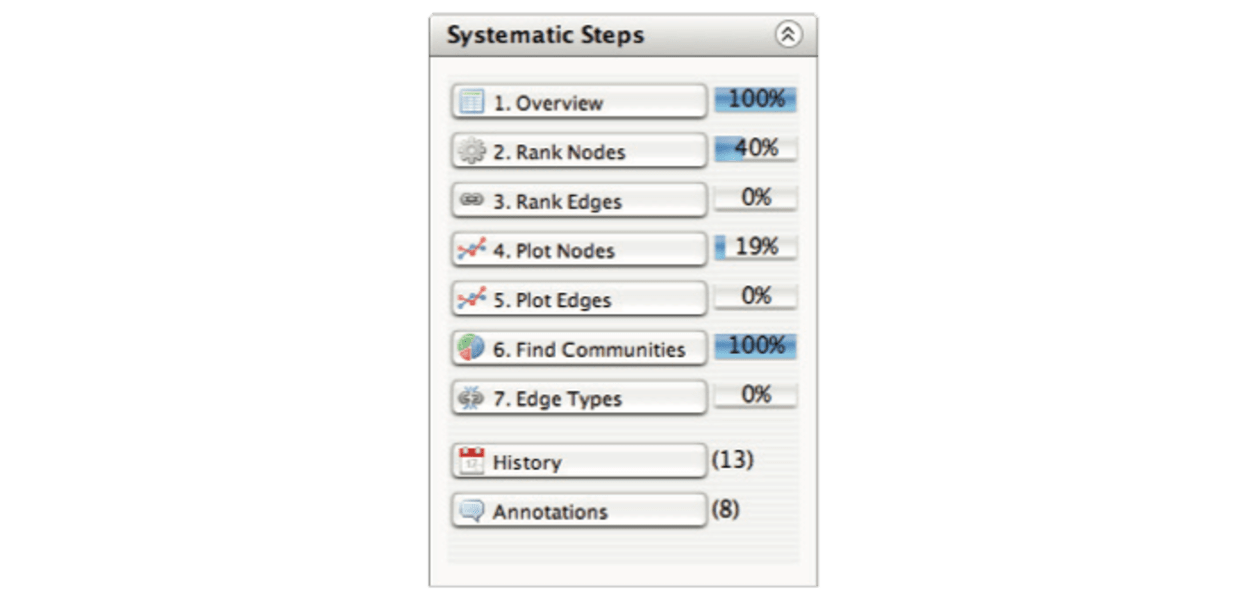 Systematic Steps
1. Overview 100%
2. Rank Nodes 40%
3. Rank Edges 0%
4. Plot Nodes 19%
5. Plot Edges 0%
6. Find Communities 100%
7. Edge Types 0%
17
History (13)
Annotations (8)